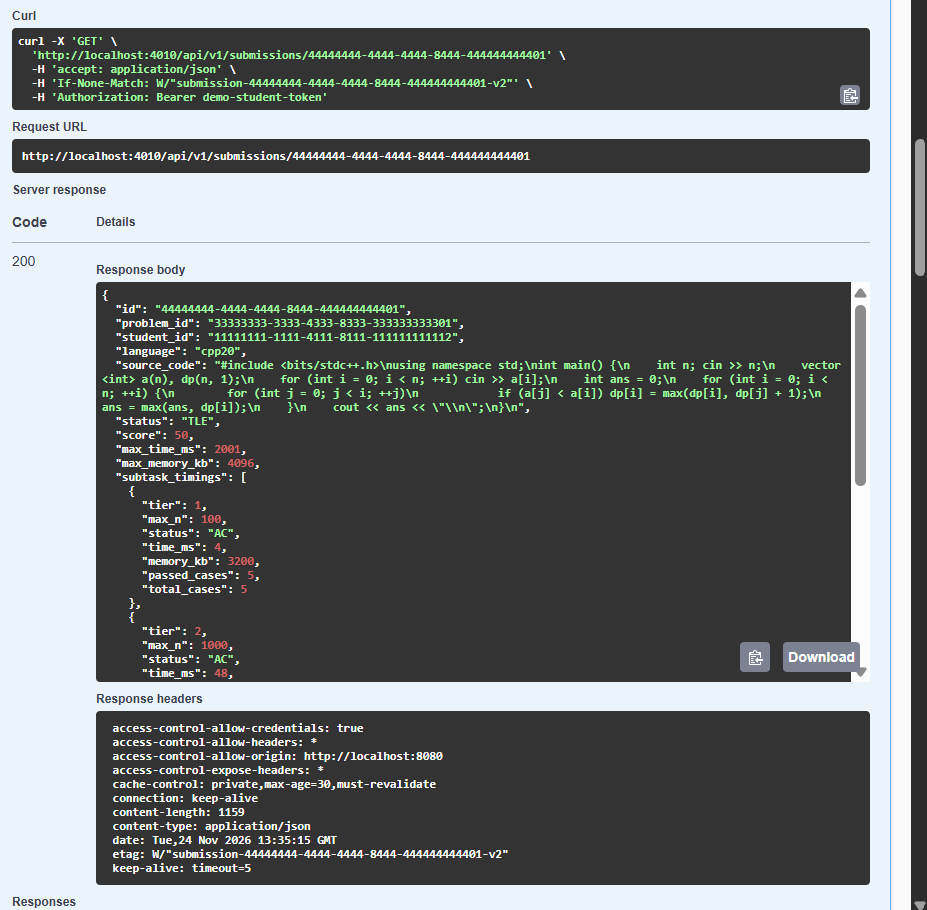 Curl
curl -X 'GET' \
  'http://localhost:4010/api/v1/submissions/44444444-4444-4444-8444-444444444401' \
  -H 'accept: application/json' \
  -H 'If-None-Match: W/"submission-44444444-4444-4444-8444-444444444401-v2"' \
  -H 'Authorization: Bearer demo-student-token'
Request URL
http://localhost:4010/api/v1/submissions/44444444-4444-4444-8444-444444444401
Server response
Code Details
200
Response body
{
  "id": "44444444-4444-4444-8444-444444444401",
  "problem_id": "33333333-3333-4333-8333-333333333301",
  "student_id": "11111111-1111-4111-8111-111111111112",
  "language": "cpp20",
  "source_code": "#include <bits/stdc++.h>\nusing namespace std;\nint main() {\n    int n; cin >> n;\n    vector
<int> a(n), dp(n, 1);\n    for (int i = 0; i < n; ++i) cin >> a[i];\n    int ans = 0;\n    for (int i = 0; i <
n; ++i) {\n        for (int j = 0; j < i; ++j)\n            if (a[j] < a[i]) dp[i] = max(dp[i], dp[j] + 1);\n
ans = max(ans, dp[i]);\n    }\n    cout << ans << \"\\n\";\n}\n",
  "status": "TLE",
  "score": 50,
  "max_time_ms": 2001,
  "max_memory_kb": 4096,
  "subtask_timings": [
    {
      "tier": 1,
      "max_n": 100,
      "status": "AC",
      "time_ms": 4,
      "memory_kb": 3200,
      "passed_cases": 5,
      "total_cases": 5
    },
    {
      "tier": 2,
      "max_n": 1000,
      "status": "AC",
      "time_ms": 48,
Download
Response headers
access-control-allow-credentials: true
access-control-allow-headers: *
access-control-allow-origin: http://localhost:8080
access-control-expose-headers: *
cache-control: private,max-age=30,must-revalidate
connection: keep-alive
content-length: 1159
content-type: application/json
date: Tue,24 Nov 2026 13:35:15 GMT
etag: W/"submission-44444444-4444-4444-8444-444444444401-v2"
keep-alive: timeout=5
Responses